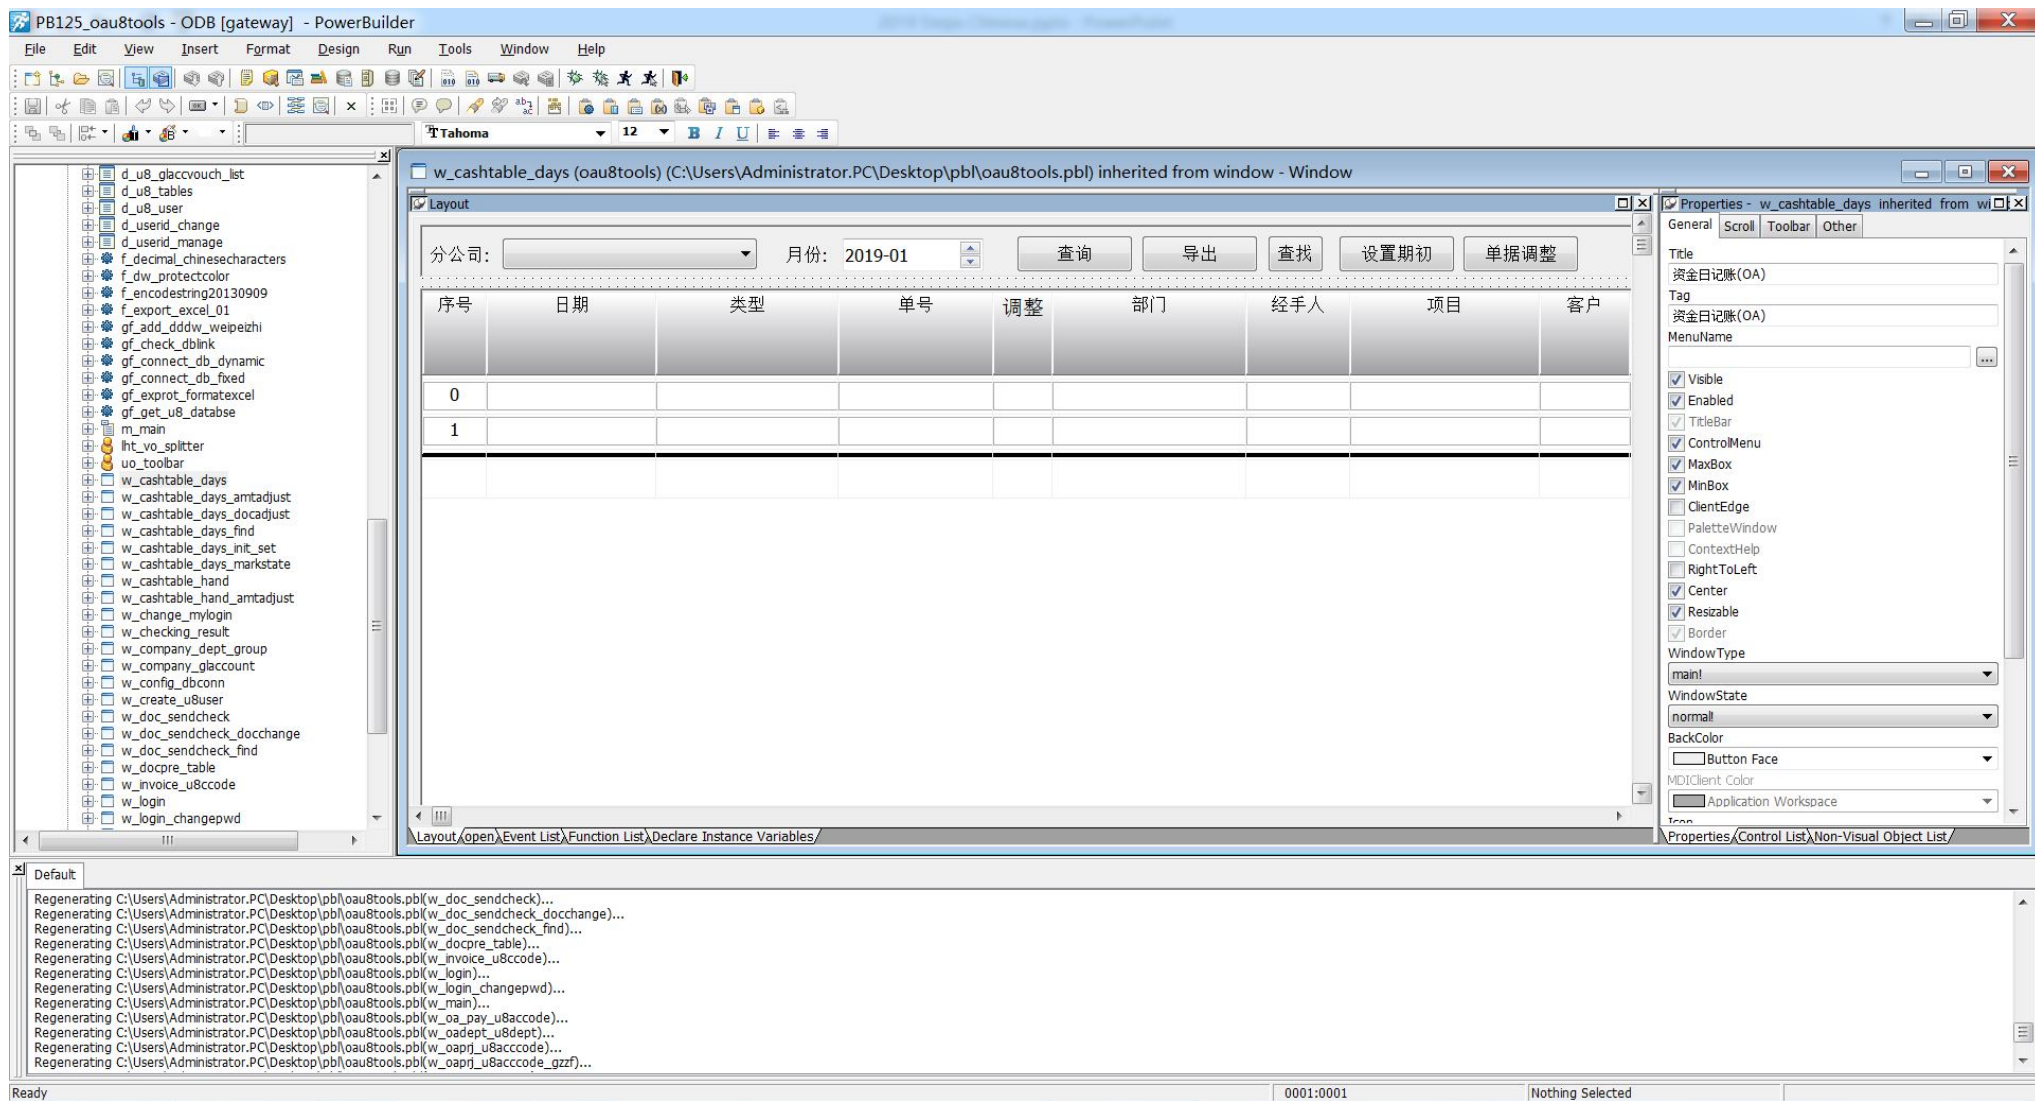 PB125_oau8tools - ODB [gateway] - PowerBuilder
File Edit View Insert Format Design Run Tools Window Help
Tahoma 12 B I U
d_u8_glaccvouch_list
d_u8_tables
d_u8_user
d_userid_change
d_userid_manage
f_decimal_chinesecharacters
f_dw_protectcolor
f_encodestring20130909
f_export_excel_01
gf_add_dddw_weipeizhi
gf_check_dblink
gf_connect_db_dynamic
gf_connect_db_fixed
gf_exprot_formatexcel
gf_get_u8_databse
m_main
lht_vo_splitter
uo_toolbar
w_cashtable_days
w_cashtable_days_amtadjust
w_cashtable_days_docadjust
w_cashtable_days_find
w_cashtable_days_init_set
w_cashtable_days_markstate
w_cashtable_hand
w_cashtable_hand_amtadjust
w_change_mylogin
w_checking_result
w_company_dept_group
w_company_glaccount
w_config_dbconn
w_create_u8user
w_doc_sendcheck
w_doc_sendcheck_docchange
w_doc_sendcheck_find
w_docpre_table
w_invoice_u8ccode
w_login
w_login_changepwd
w_cashtable_days (oau8tools) (C:\Users\Administrator.PC\Desktop\pbl\oau8tools.pbl) inherited from window - Window
Layout
分公司: 月份: 2019-01 查询 导出 查找 设置期初 单据调整
序号 日期 类型 单号 调整 部门 经手人 项目 客户
0
1
Layout open Event List Function List Declare Instance Variables
Properties - w_cashtable_days inherited from wi
General Scroll Toolbar Other
Title
资金日记账(OA)
Tag
资金日记账(OA)
MenuName
...
Visible
Enabled
TitleBar
ControlMenu
MaxBox
MinBox
ClientEdge
PaletteWindow
ContextHelp
RightToLeft
Center
Resizable
Border
WindowType
main!
WindowState
normal!
BackColor
Button Face
MDIClient Color
Application Workspace
Icon
Properties Control List Non-Visual Object List
Default
Regenerating C:\Users\Administrator.PC\Desktop\pbl\oau8tools.pbl(w_doc_sendcheck)...
Regenerating C:\Users\Administrator.PC\Desktop\pbl\oau8tools.pbl(w_doc_sendcheck_docchange)...
Regenerating C:\Users\Administrator.PC\Desktop\pbl\oau8tools.pbl(w_doc_sendcheck_find)...
Regenerating C:\Users\Administrator.PC\Desktop\pbl\oau8tools.pbl(w_docpre_table)...
Regenerating C:\Users\Administrator.PC\Desktop\pbl\oau8tools.pbl(w_invoice_u8ccode)...
Regenerating C:\Users\Administrator.PC\Desktop\pbl\oau8tools.pbl(w_login)...
Regenerating C:\Users\Administrator.PC\Desktop\pbl\oau8tools.pbl(w_login_changepwd)...
Regenerating C:\Users\Administrator.PC\Desktop\pbl\oau8tools.pbl(w_main)...
Regenerating C:\Users\Administrator.PC\Desktop\pbl\oau8tools.pbl(w_oa_pay_u8accode)...
Regenerating C:\Users\Administrator.PC\Desktop\pbl\oau8tools.pbl(w_oadept_u8dept)...
Regenerating C:\Users\Administrator.PC\Desktop\pbl\oau8tools.pbl(w_oaprj_u8acccode)...
Regenerating C:\Users\Administrator.PC\Desktop\pbl\oau8tools.pbl(w_oaprj_u8acccode_gzzf)...
Ready 0001:0001 Nothing Selected